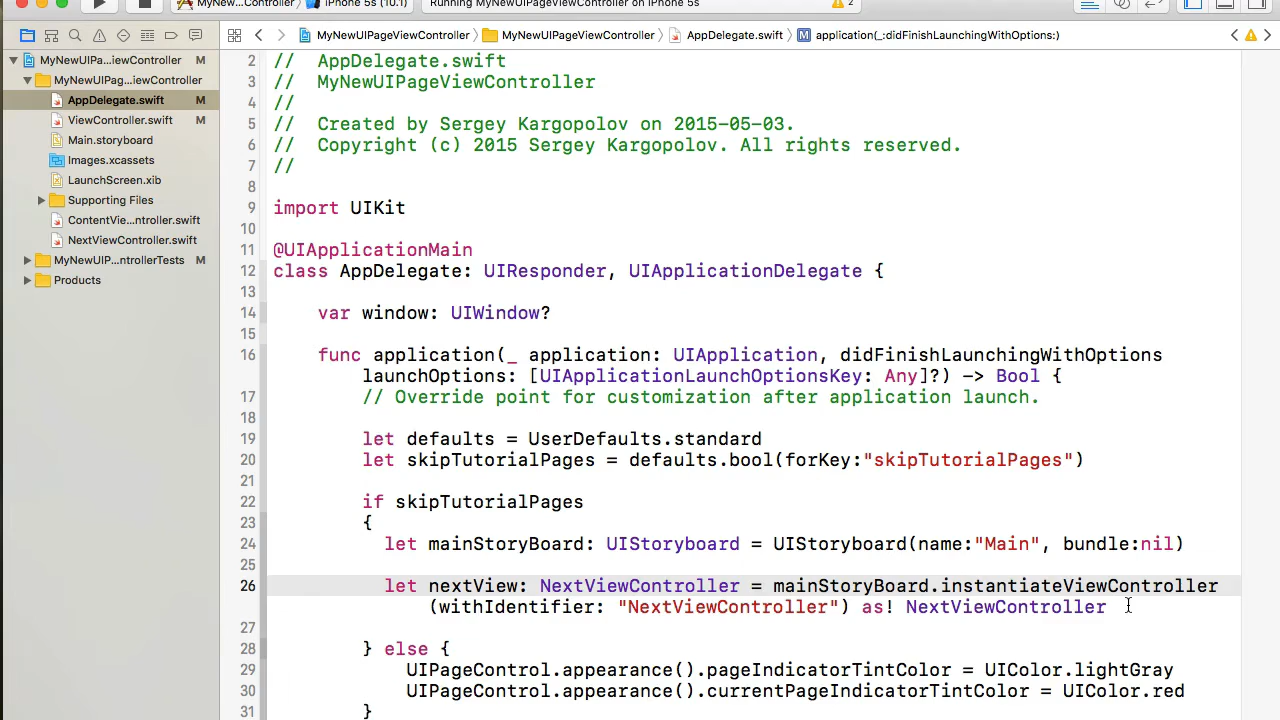 MyNew...Controller iPhone 5s (10.1) Running MyNewUIPageViewController on iPhone 5s 2
MyNewUIPageViewController MyNewUIPageViewController AppDelegate.swift M application(_:didFinishLaunchingWithOptions:)
MyNewUIPa...iewController M
MyNewUIPag...iewController
AppDelegate.swift M
ViewController.swift M
Main.storyboard
Images.xcassets
LaunchScreen.xib
Supporting Files
ContentVie...ntroller.swift
NextViewController.swift
MyNewUIP...ntrollerTests M
Products
2 // AppDelegate.swift
3 // MyNewUIPageViewController
4 //
5 // Created by Sergey Kargopolov on 2015-05-03.
6 // Copyright (c) 2015 Sergey Kargopolov. All rights reserved.
7 //
8
9 import UIKit
10
11 @UIApplicationMain
12 class AppDelegate: UIResponder, UIApplicationDelegate {
13
14 var window: UIWindow?
15
16 func application(_ application: UIApplication, didFinishLaunchingWithOptions
launchOptions: [UIApplicationLaunchOptionsKey: Any]?) -> Bool {
17 // Override point for customization after application launch.
18
19 let defaults = UserDefaults.standard
20 let skipTutorialPages = defaults.bool(forKey:"skipTutorialPages")
21
22 if skipTutorialPages
23 {
24 let mainStoryBoard: UIStoryboard = UIStoryboard(name:"Main", bundle:nil)
25
26 let nextView: NextViewController = mainStoryBoard.instantiateViewController
(withIdentifier: "NextViewController") as! NextViewController
27
28 } else {
29 UIPageControl.appearance().pageIndicatorTintColor = UIColor.lightGray
30 UIPageControl.appearance().currentPageIndicatorTintColor = UIColor.red
31 }